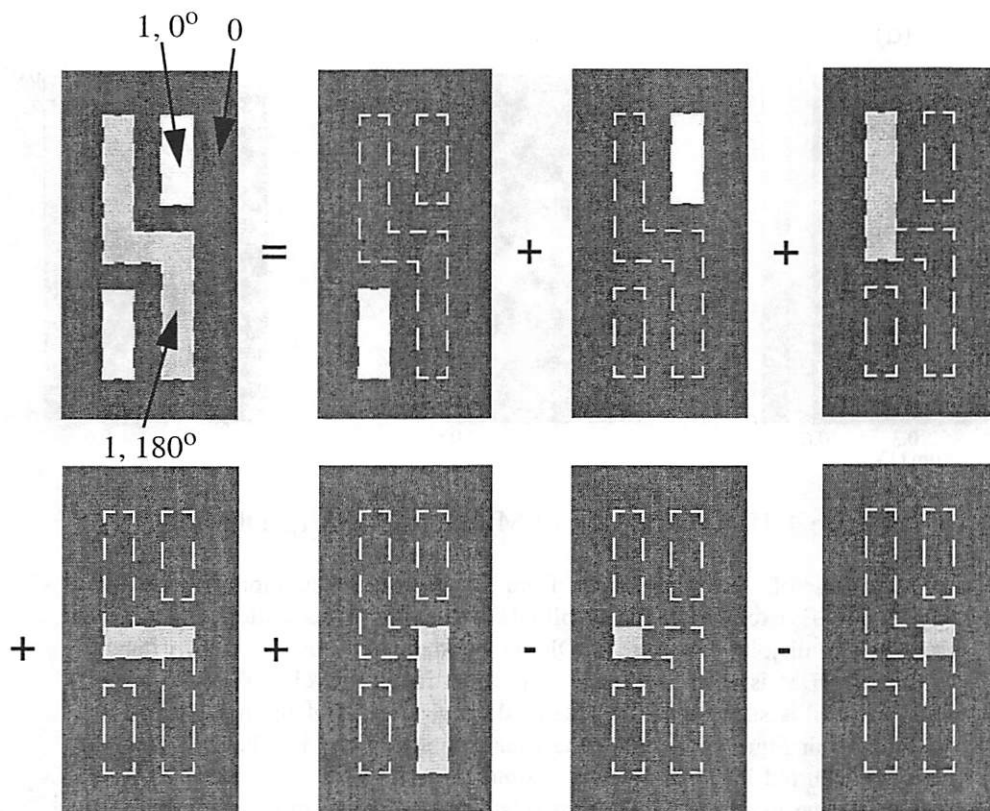 1, 0° 0
= + +
1, 180°
+ + - -